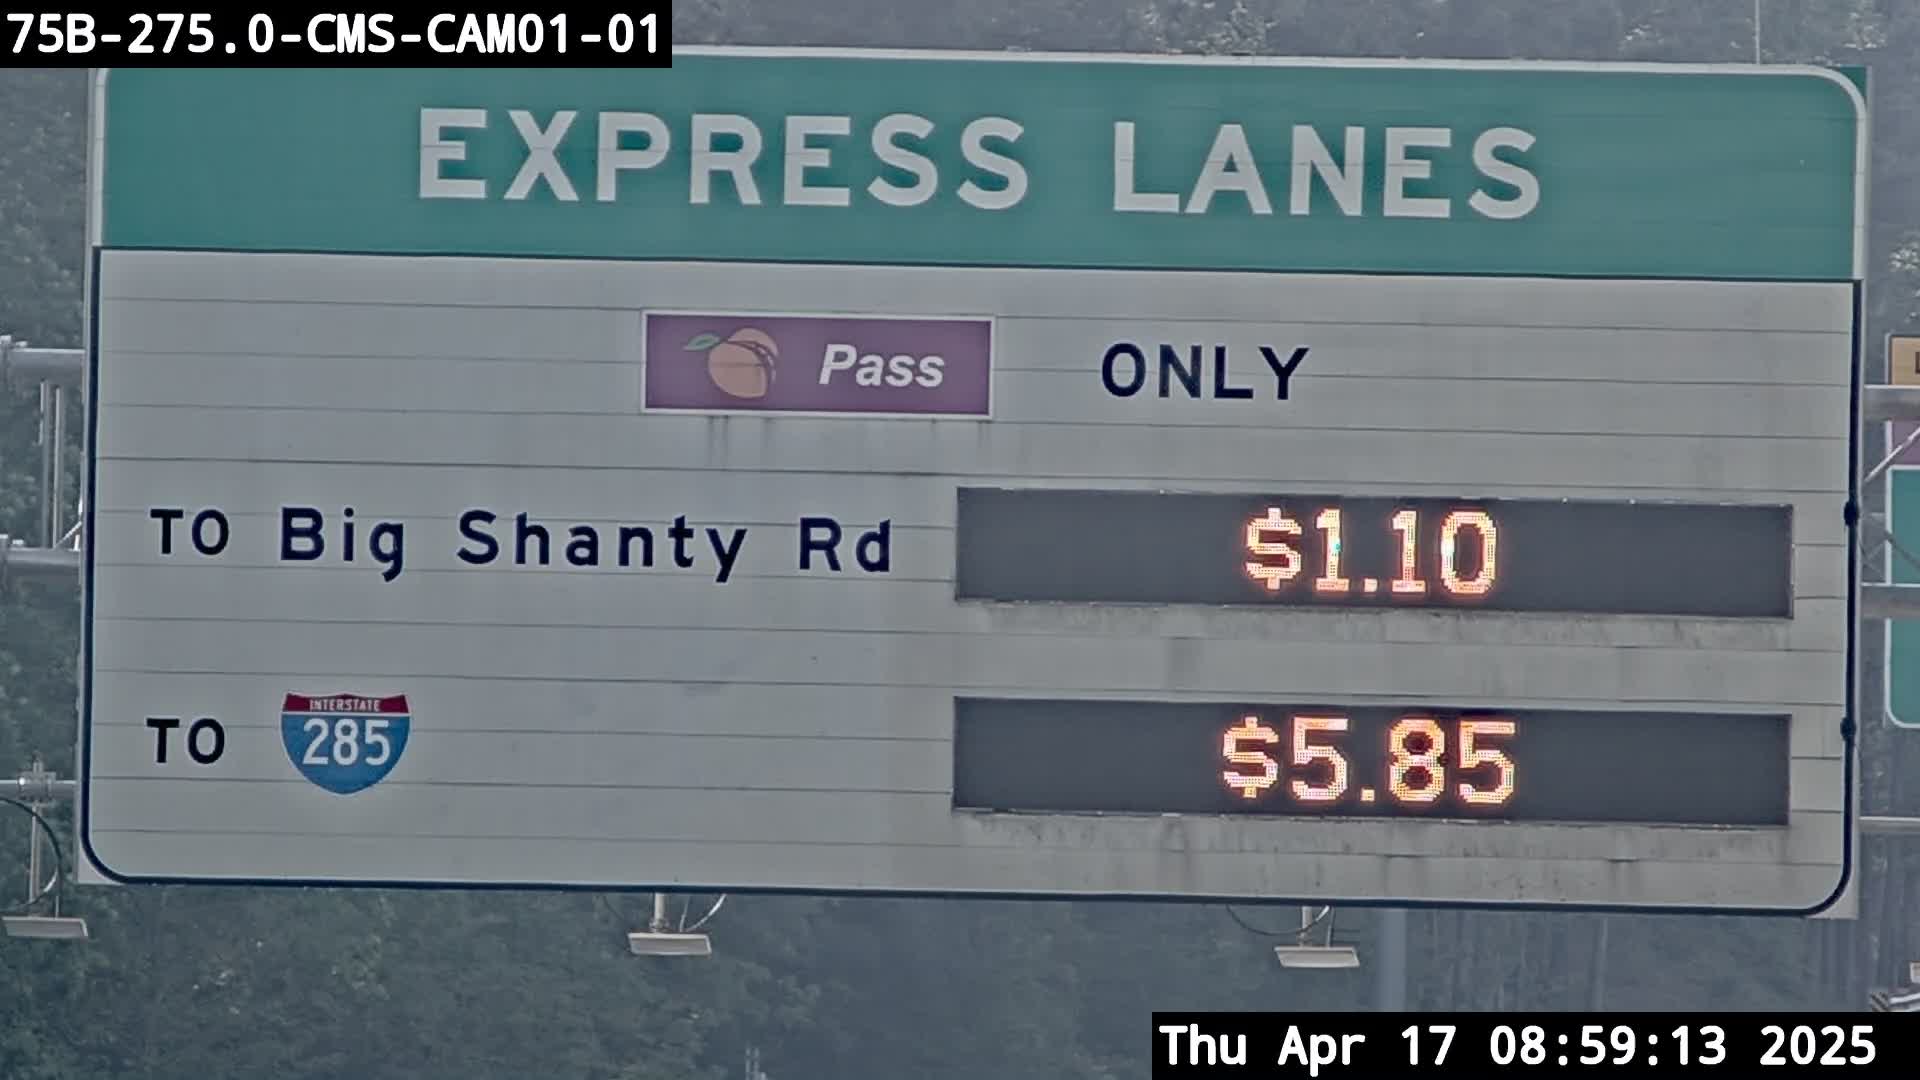 75B-275.0-CMS-CAM01-01
EXPRESS LANES
Pass ONLY
TO Big Shanty Rd $1.10
INTERSTATE
TO 285 $5.85
Thu Apr 17 08:59:13 2025